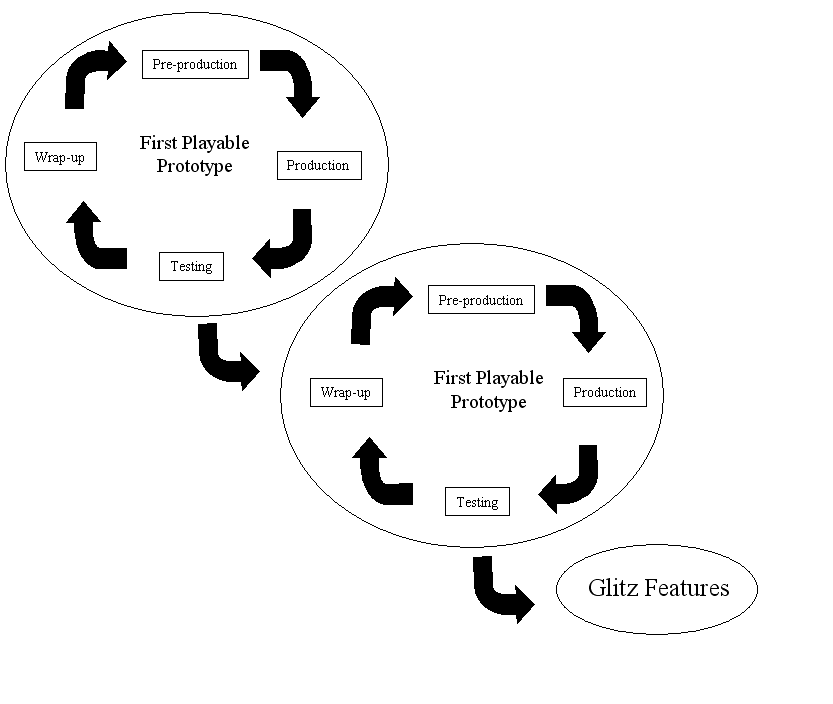 Pre-production
First Playable
Prototype
Wrap-up
Production
Testing
Pre-production
First Playable
Prototype
Wrap-up
Production
Testing
Glitz Features